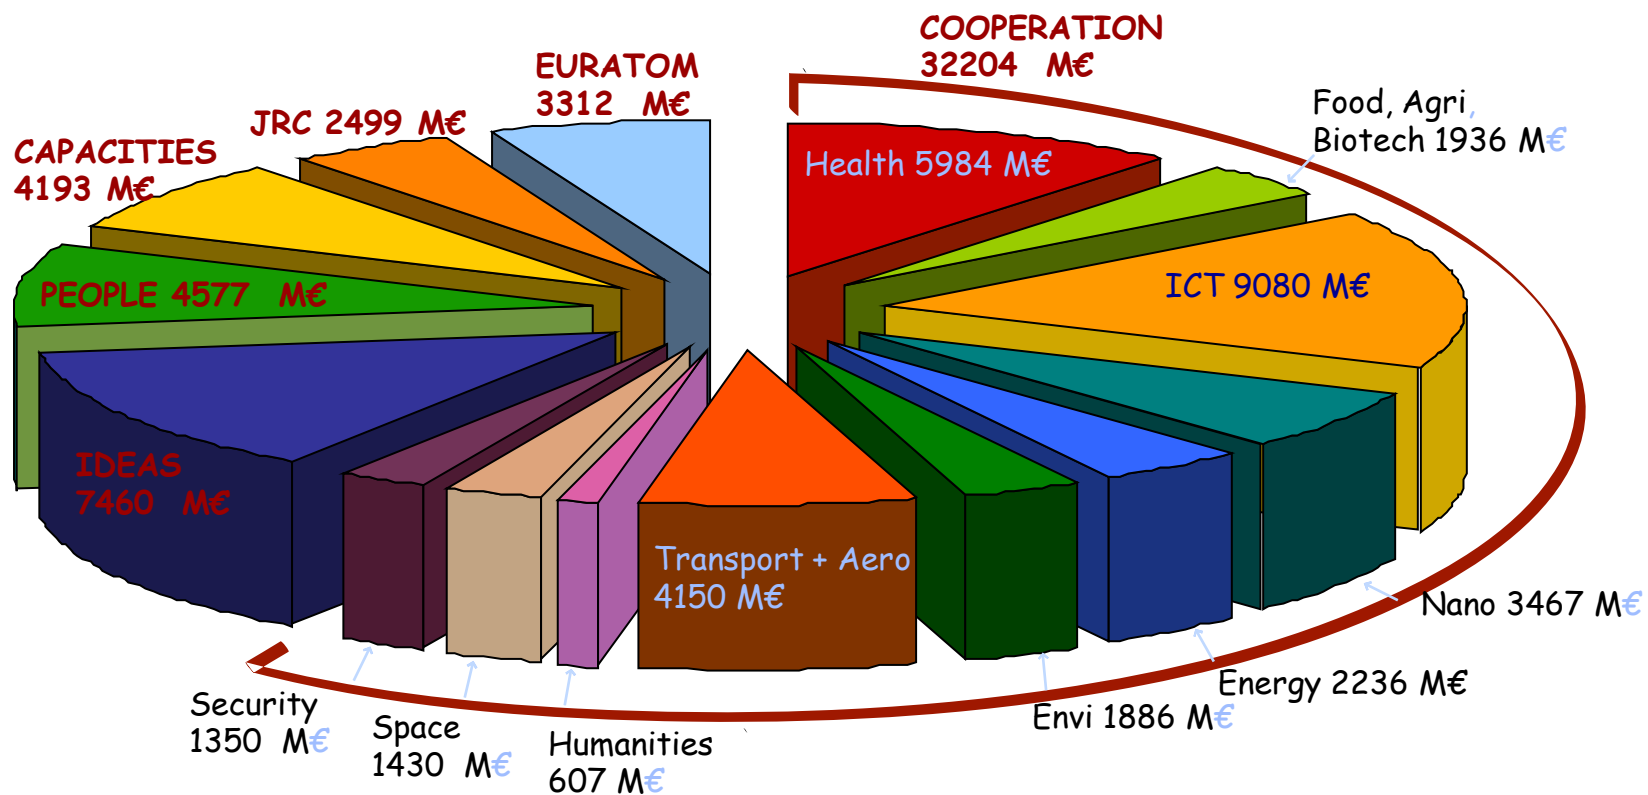 COOPERATION
32204 M€
EURATOM
3312 M€
JRC 2499 M€
CAPACITIES
4193 M€
Food, Agri,
Biotech 1936 M€
Health 5984 M€
ICT 9080 M€
PEOPLE 4577 M€
IDEAS
7460 M€
Transport + Aero
4150 M€
Nano 3467 M€
Energy 2236 M€
Envi 1886 M€
Security
1350 M€
Space
1430 M€
Humanities
607 M€